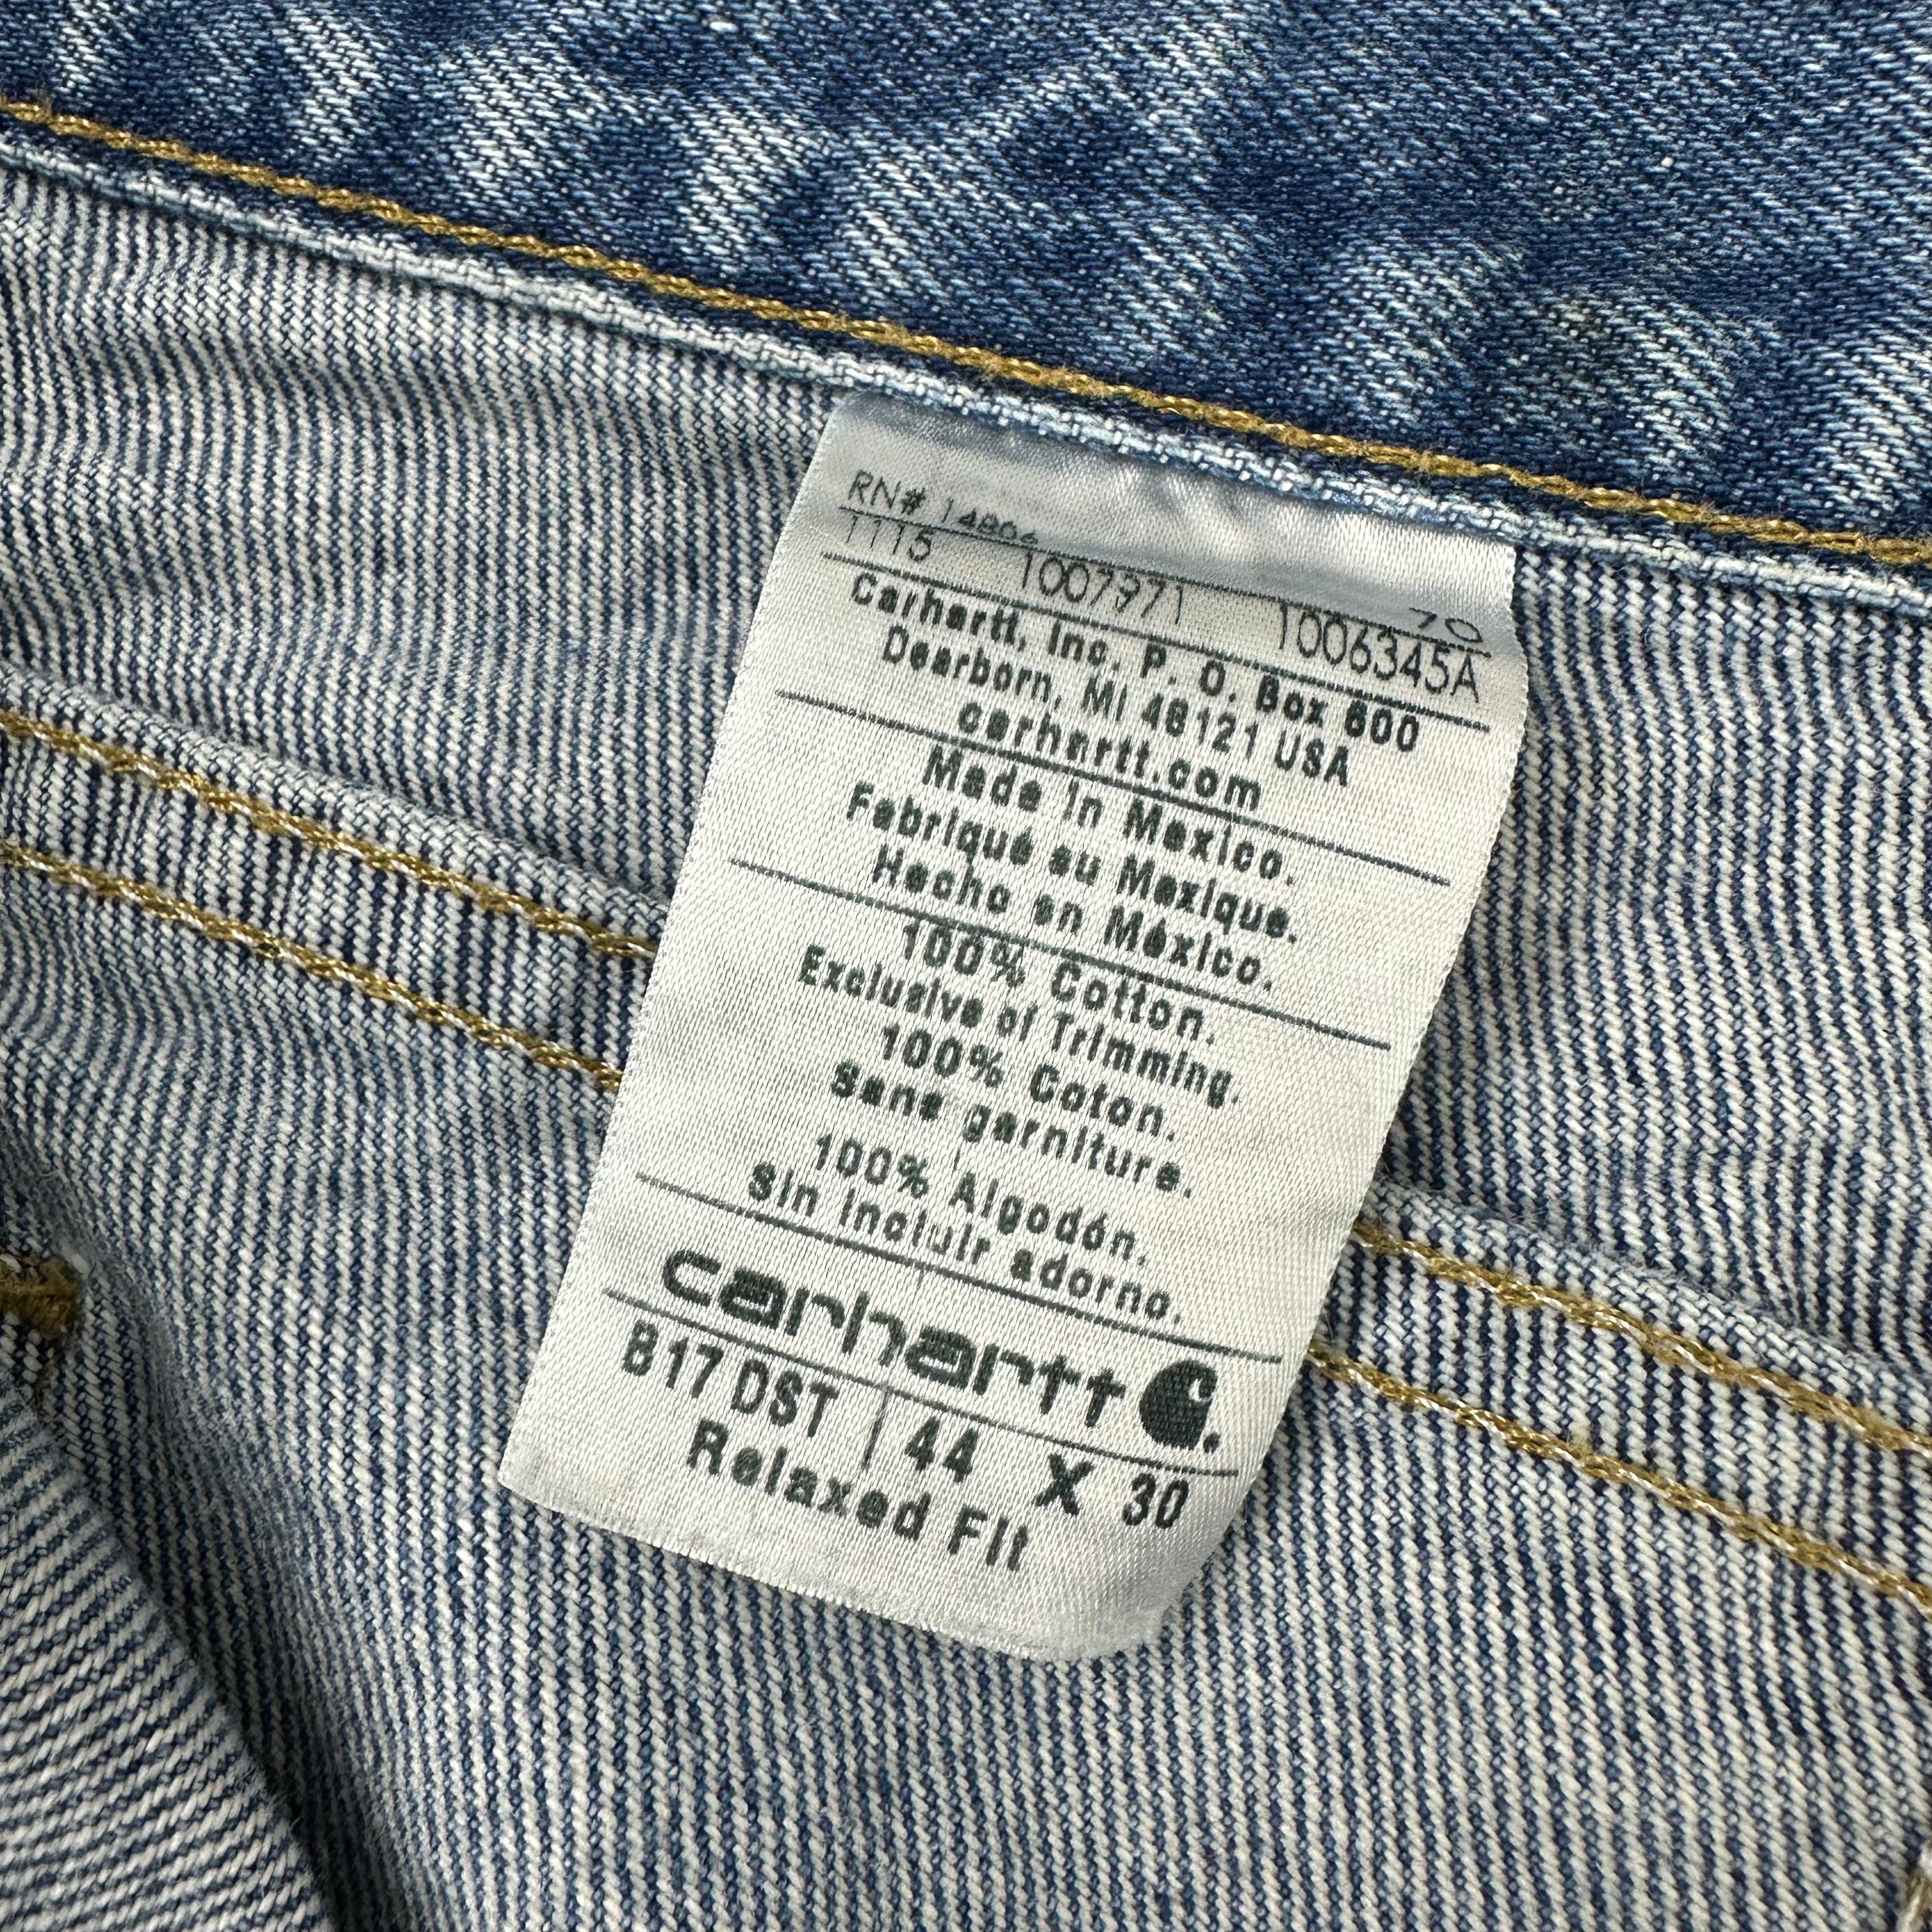 RN# 14806 70
1115 1007971 1006345A
Carhartt, Inc. P. O. Box 600
Dearborn, MI 48121 USA
carhartt.com
Made in Mexico.
Fabriqué au Mexique.
Hecho en México.
100% Cotton.
Exclusive of Trimming.
100% Coton.
Sans garniture.
100% Algodón.
Sin incluir adorno.
carhartt
B17 DST | 44 X 30
Relaxed Fit